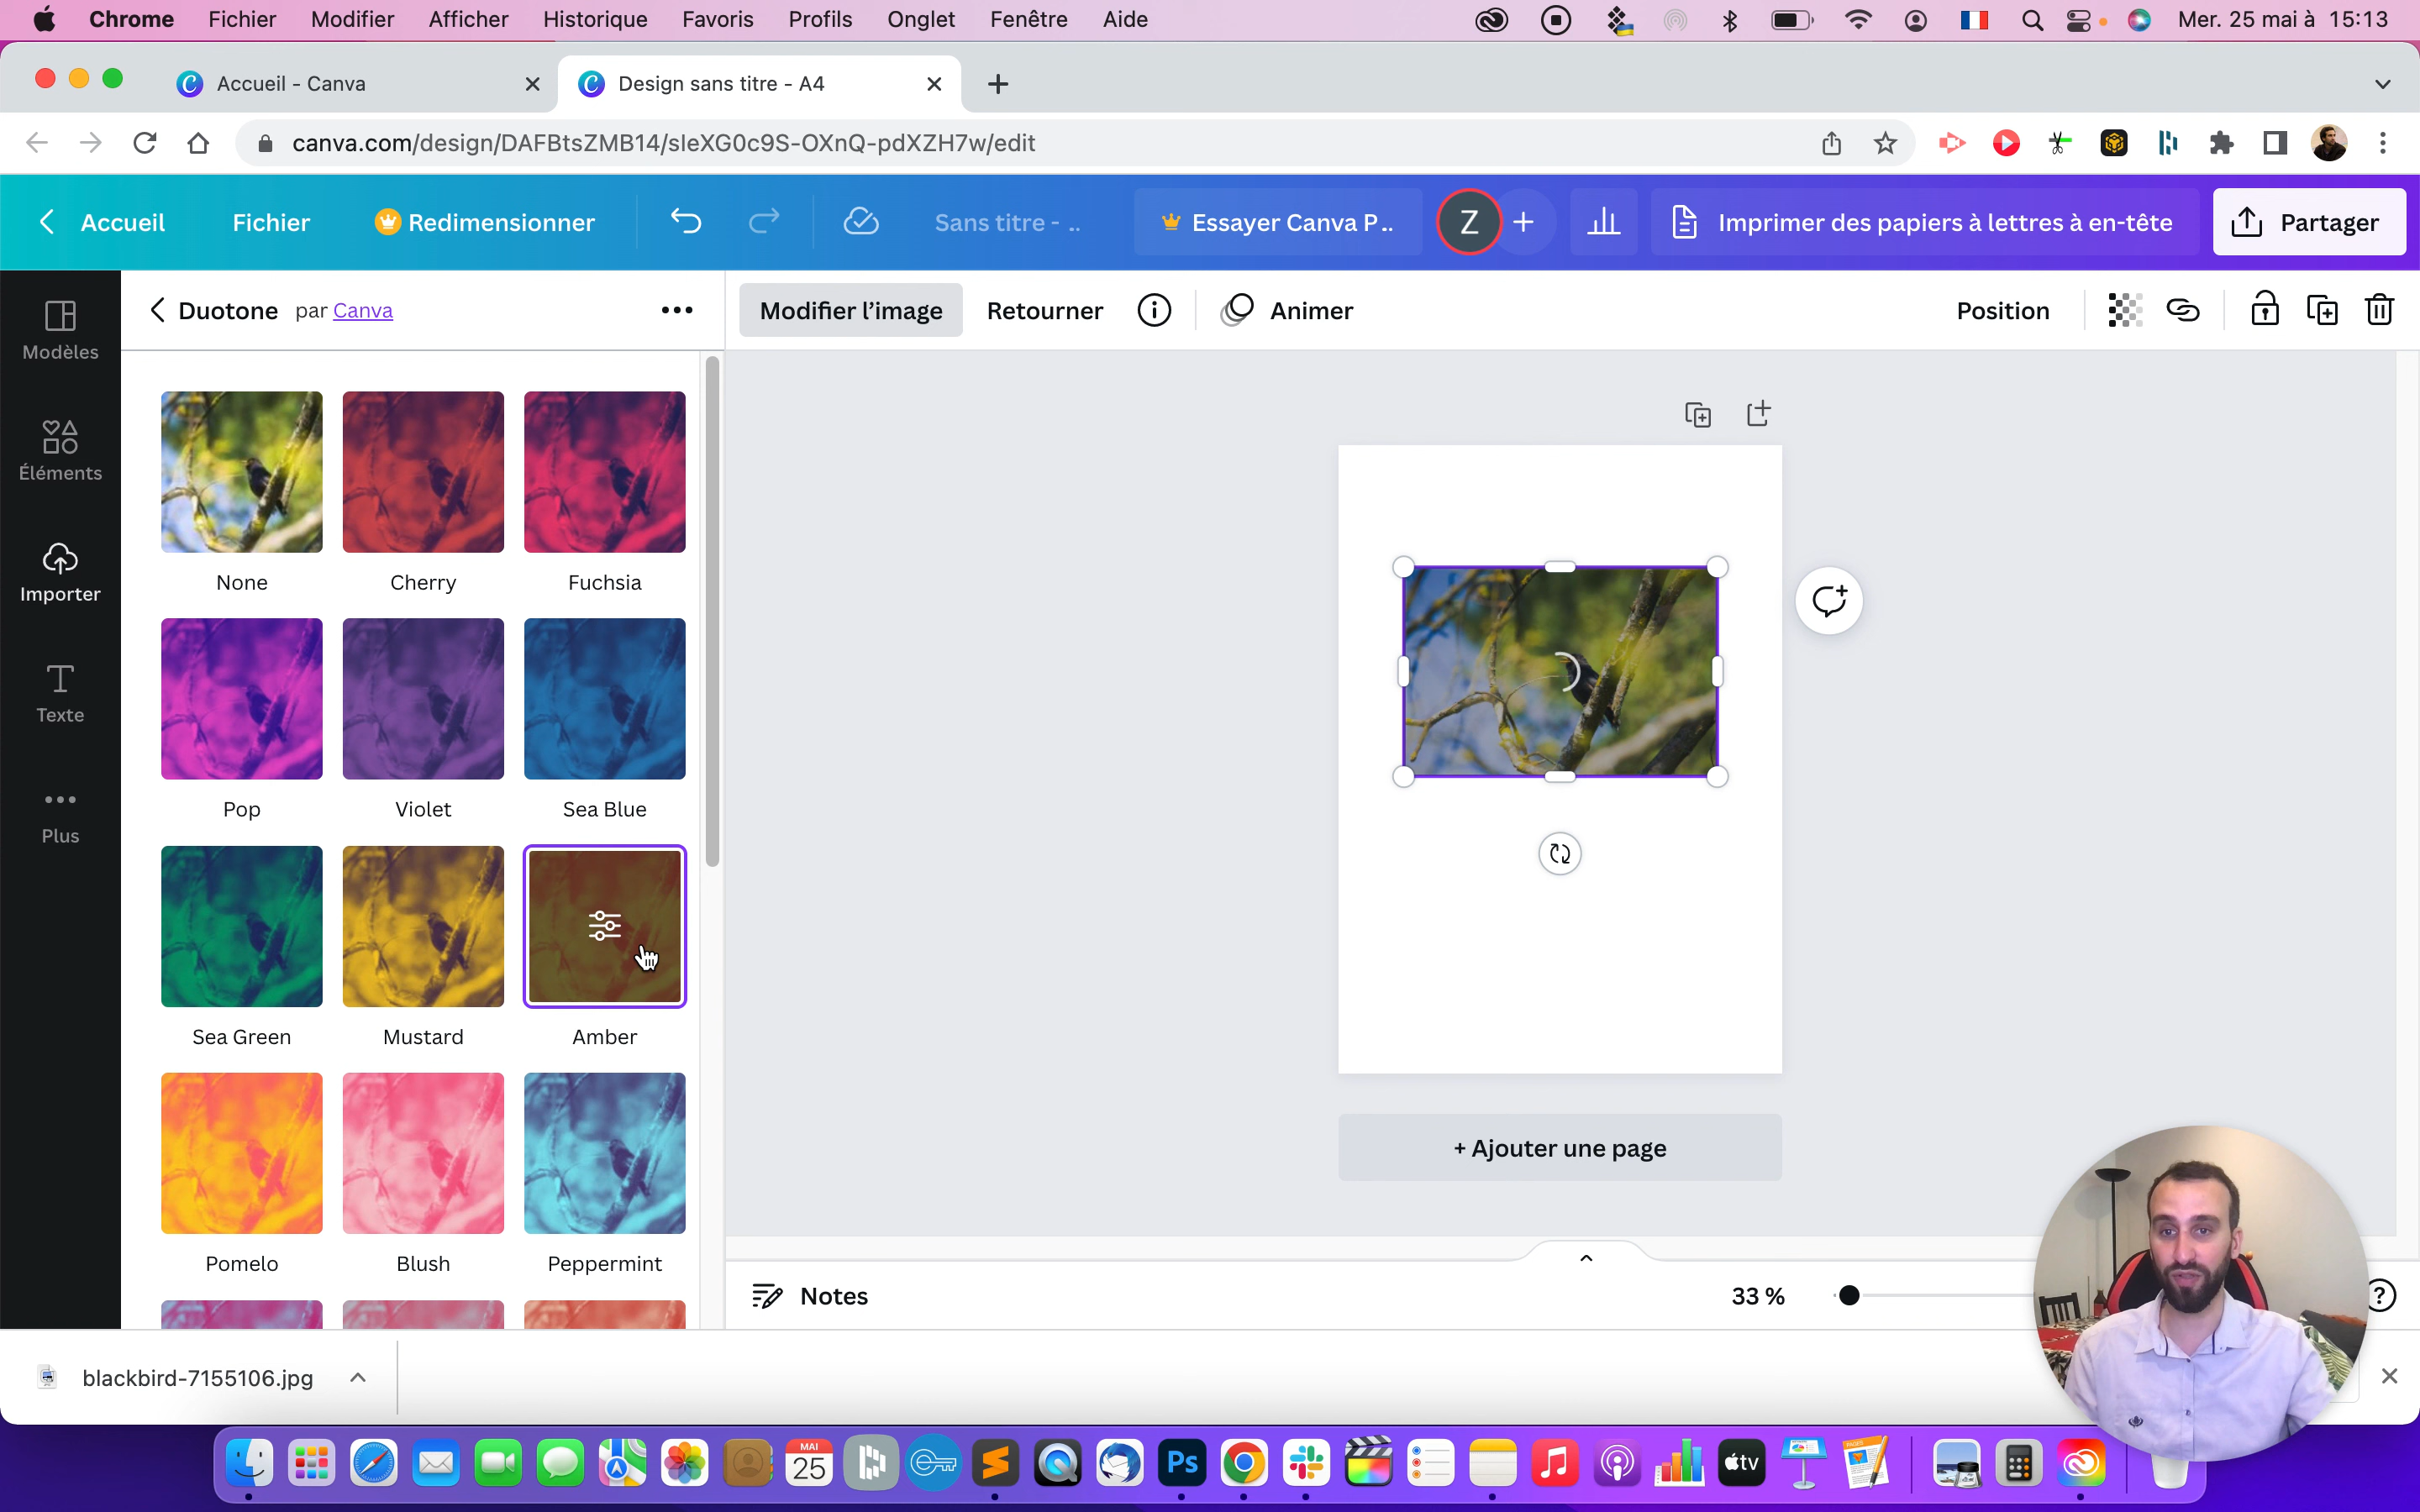 Chrome Fichier Modifier Afficher Historique Favoris Profils Onglet Fenêtre Aide Mer. 25 mai à 15:13
Accueil - Canva
Design sans titre - A4
canva.com/design/DAFBtsZMB14/sleXG0c9S-OXnQ-pdXZH7w/edit
Accueil Fichier Redimensionner Sans titre - .. Essayer Canva P.. Z Imprimer des papiers à lettres à en-tête Partager
Modèles
Éléments
Importer
Texte
Plus
Duotone par Canva
Modifier l’image Retourner Animer Position
None Cherry Fuchsia
Pop Violet Sea Blue
Sea Green Mustard Amber
Pomelo Blush Peppermint
+ Ajouter une page
Notes 33 % ?
blackbird-7155106.jpg
MAI
25
Ps
tv
PAGES